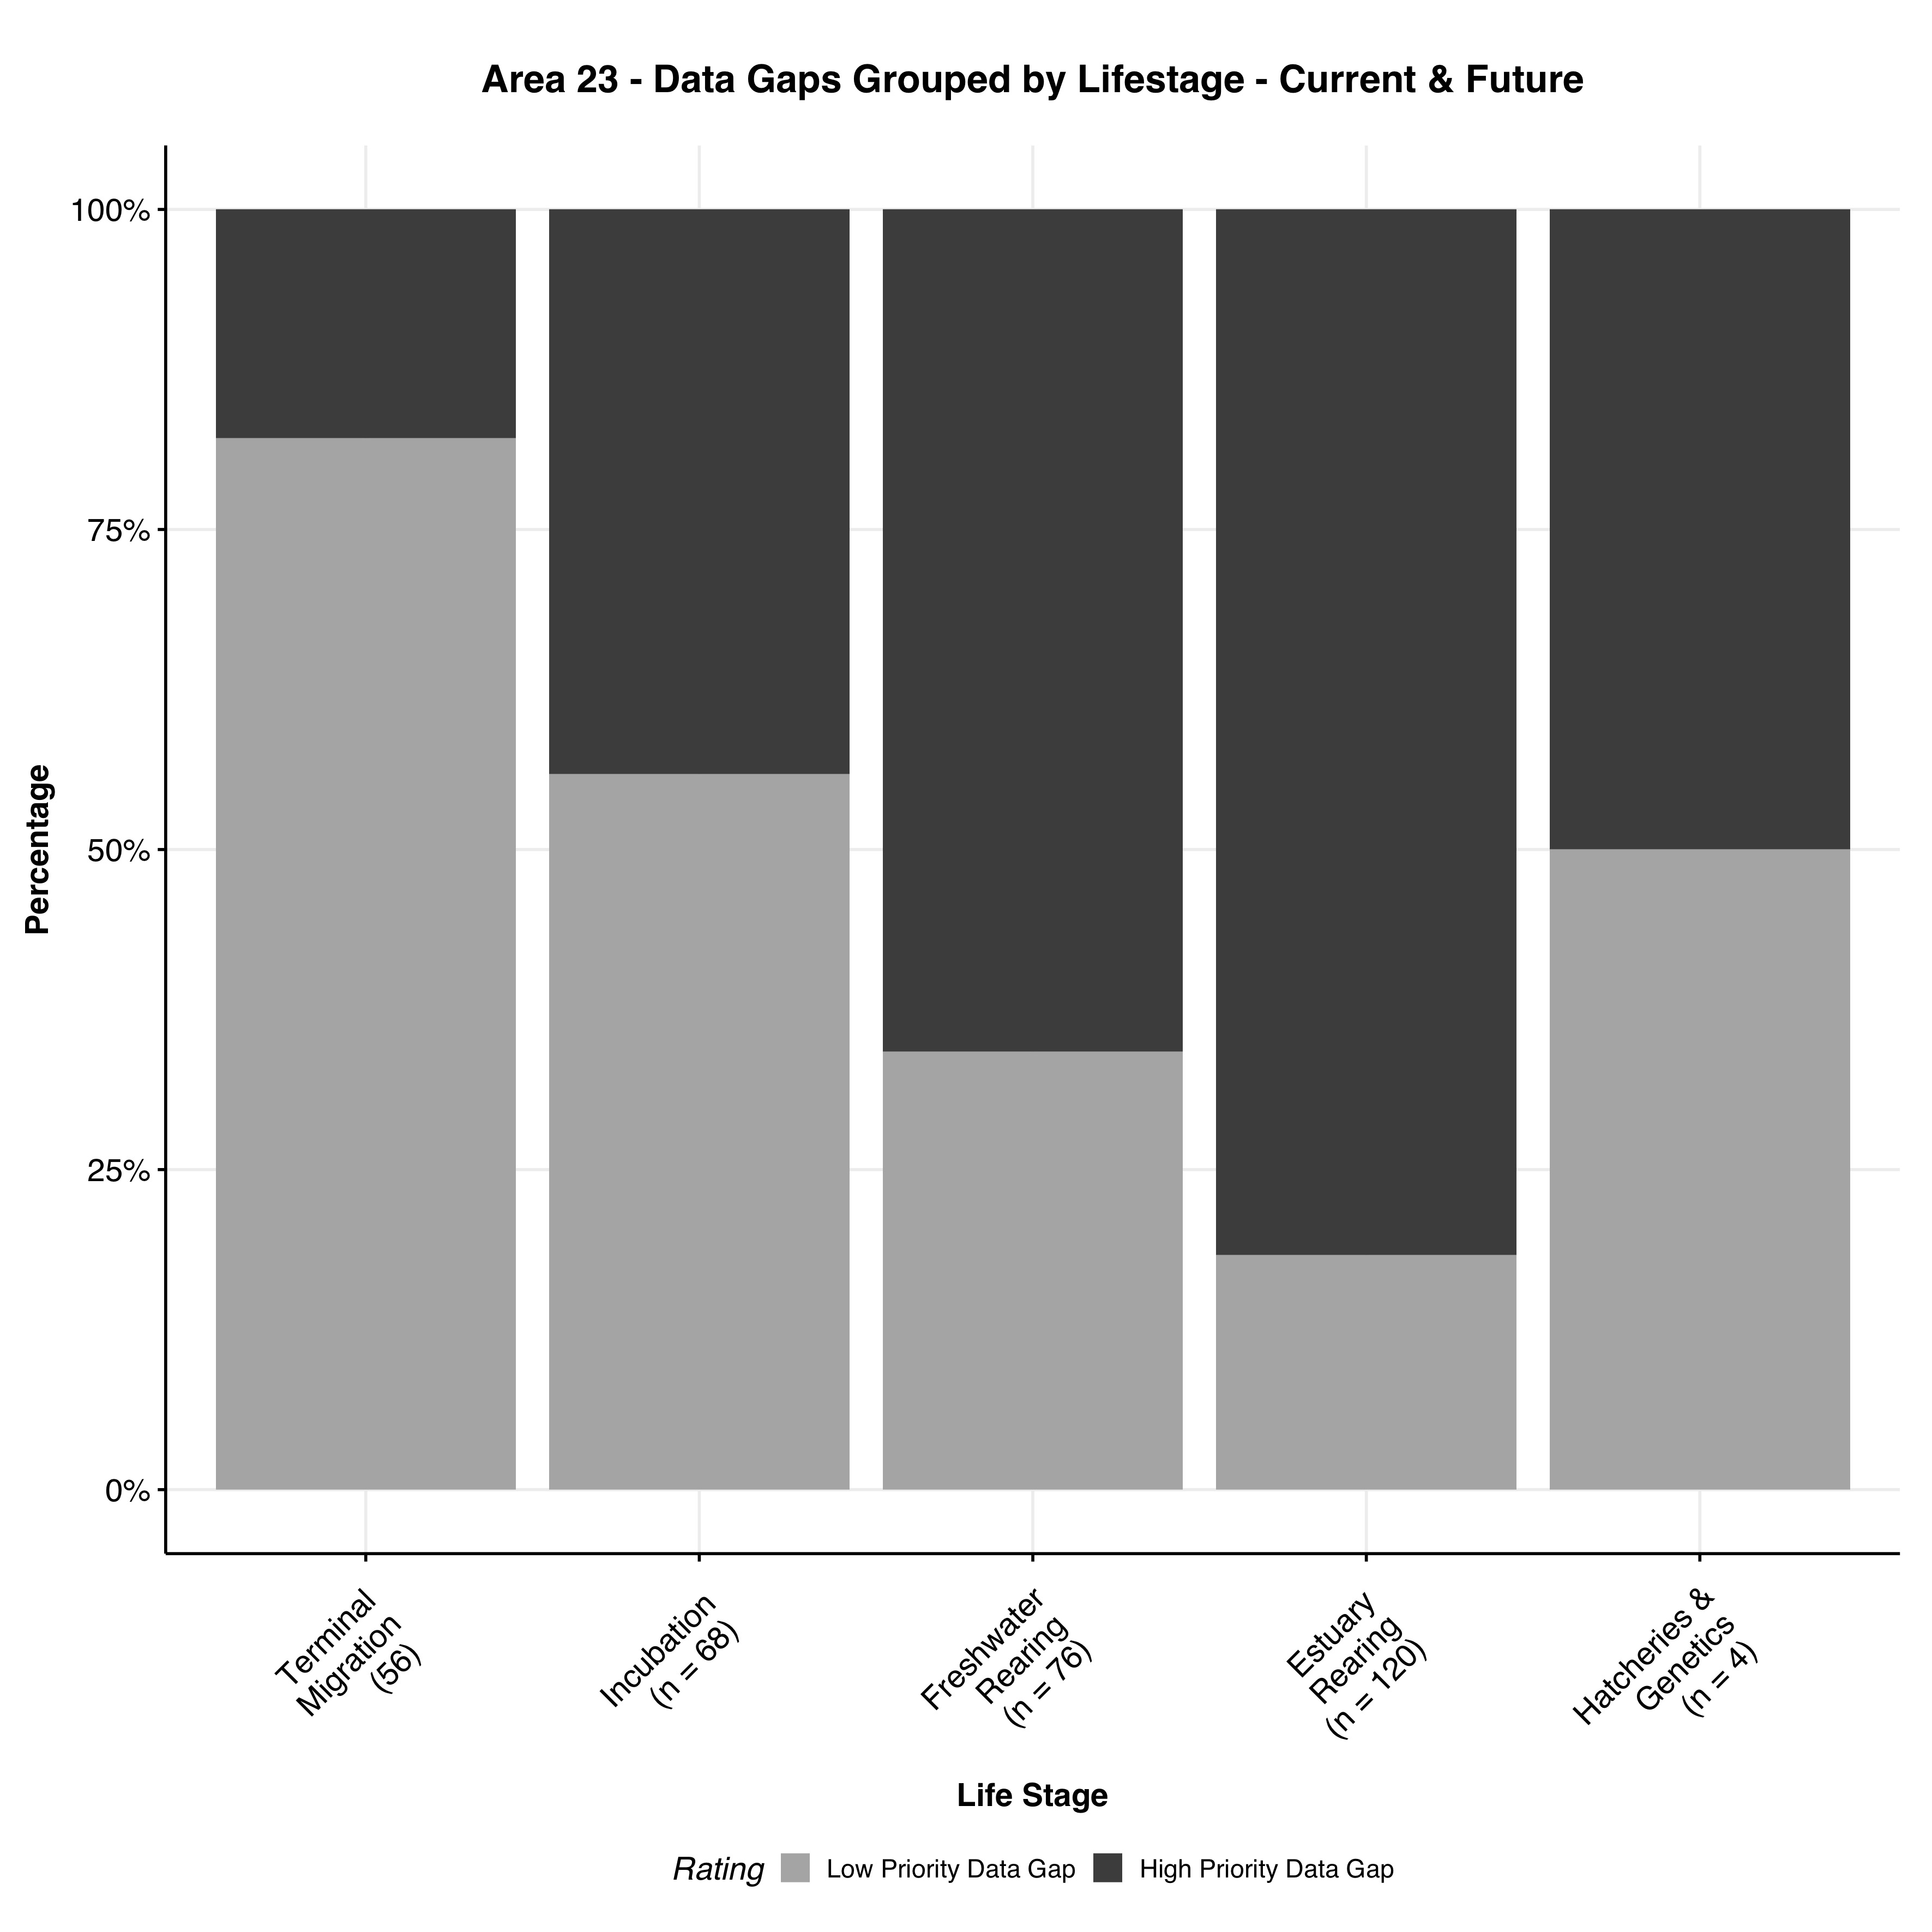 Area 23 - Data Gaps Grouped by Lifestage - Current & Future
Percentage
100%
75%
50%
25%
0%
Terminal
Migration
(56)
Incubation
(n = 68)
Freshwater
Rearing
(n = 76)
Estuary
Rearing
(n = 120)
Hatcheries &
Genetics
(n = 4)
Life Stage
Rating Low Priority Data Gap High Priority Data Gap